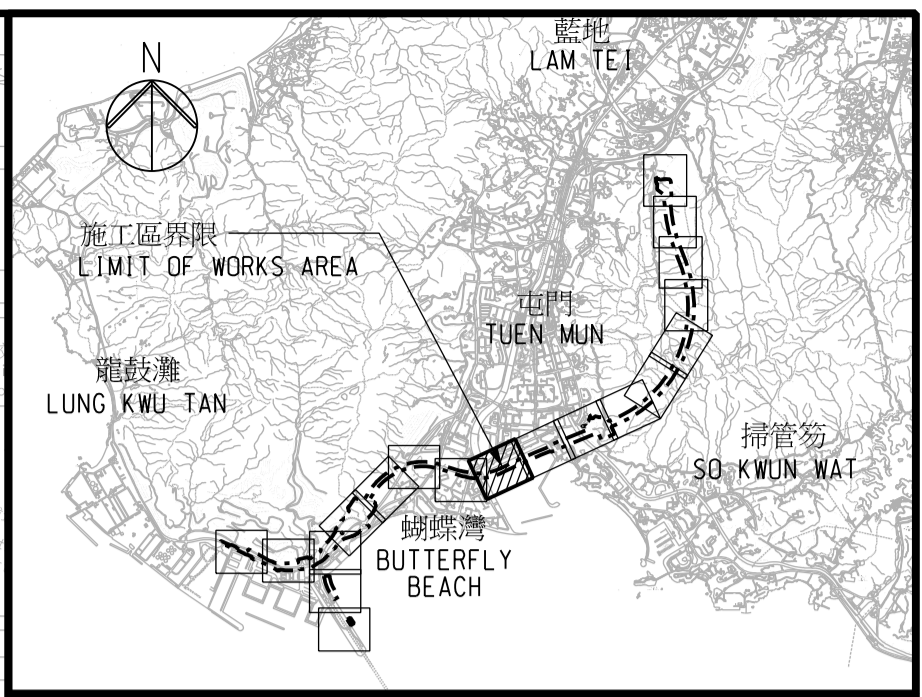 藍地
LAM TEI
N
施工區界限
LIMIT OF WORKS AREA
屯門
TUEN MUN
龍鼓灘
LUNG KWU TAN
掃管笏
SO KWUN WAT
蝴蝶灣
BUTTERFLY
BEACH